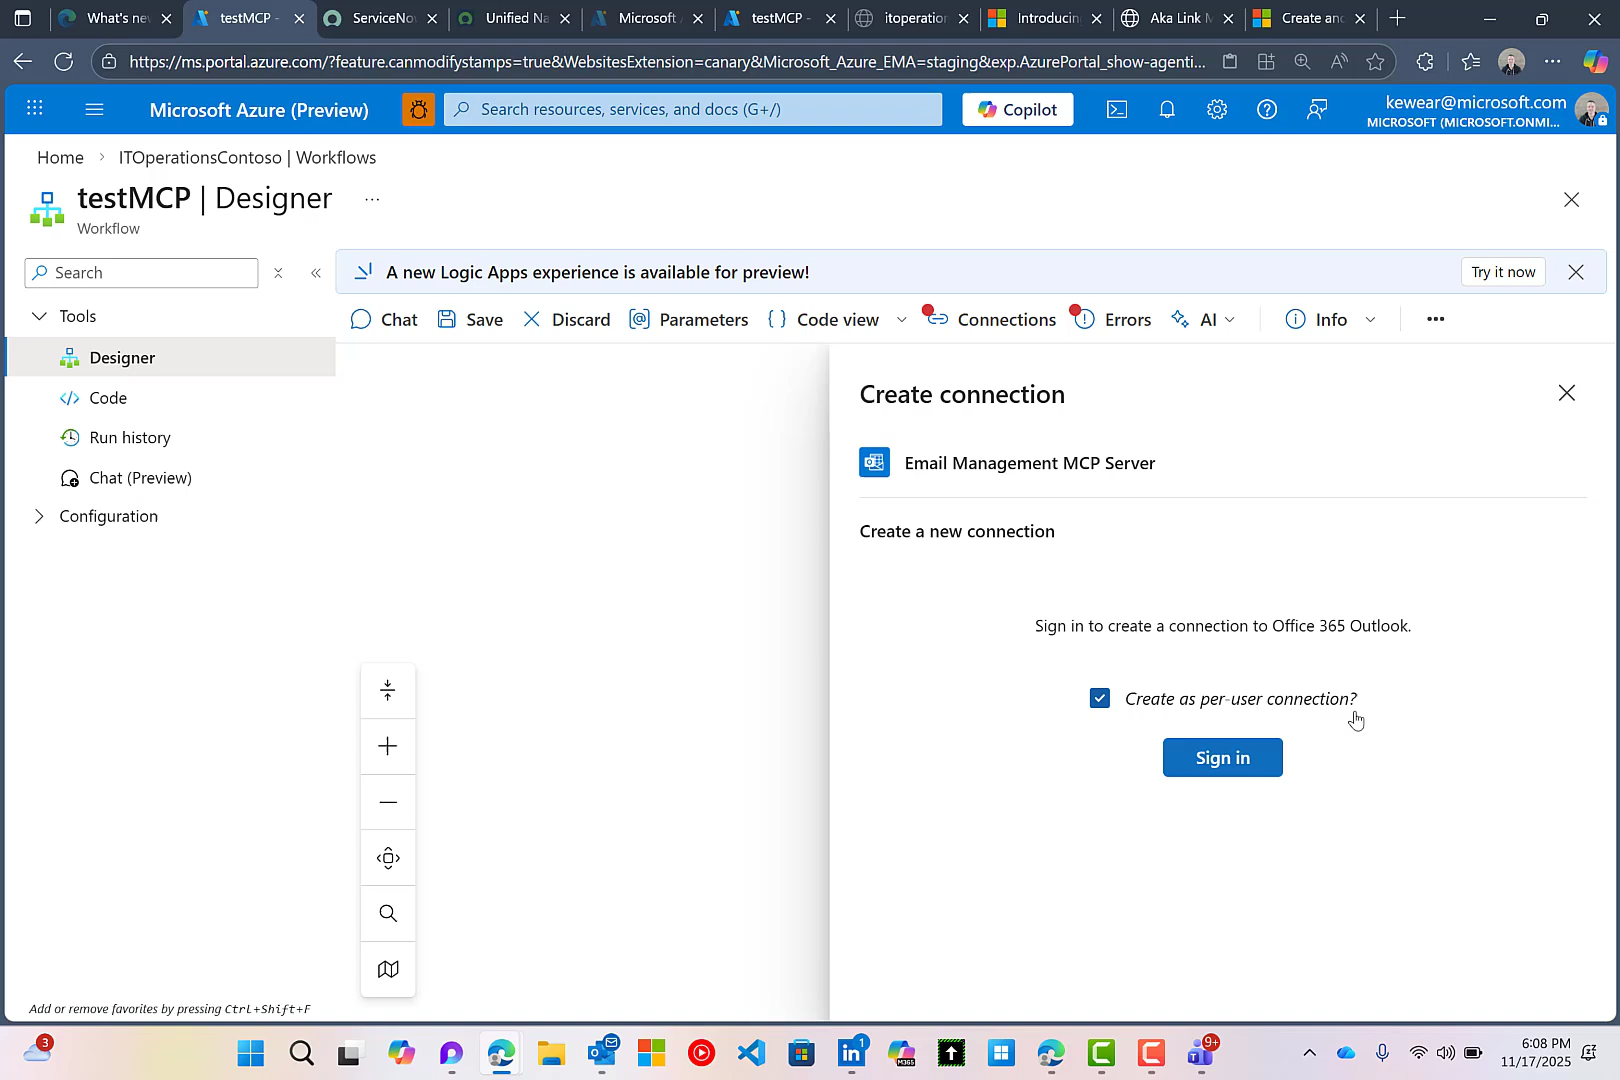 What's nev
testMCP -
ServiceNo
Unified Na
Microsoft
testMCP -
itoperation
Introducin
Aka Link M
Create and
https://ms.portal.azure.com/?feature.canmodifystamps=true&WebsitesExtension=canary&Microsoft_Azure_EMA=staging&exp.AzurePortal_show-agenti...
Microsoft Azure (Preview)
Search resources, services, and docs (G+/)
Copilot
kewear@microsoft.com
MICROSOFT (MICROSOFT.ONMI...
Home > ITOperationsContoso | Workflows
testMCP | Designer ...
Workflow
Search
A new Logic Apps experience is available for preview!
Try it now
Tools
Designer
Code
Run history
Chat (Preview)
Configuration
Chat Save Discard Parameters Code view Connections Errors AI Info
Create connection
Email Management MCP Server
Create a new connection
Sign in to create a connection to Office 365 Outlook.
Create as per-user connection?
Sign in
Add or remove favorites by pressing Ctrl+Shift+F
3
M365
1
9+
6:08 PM
11/17/2025